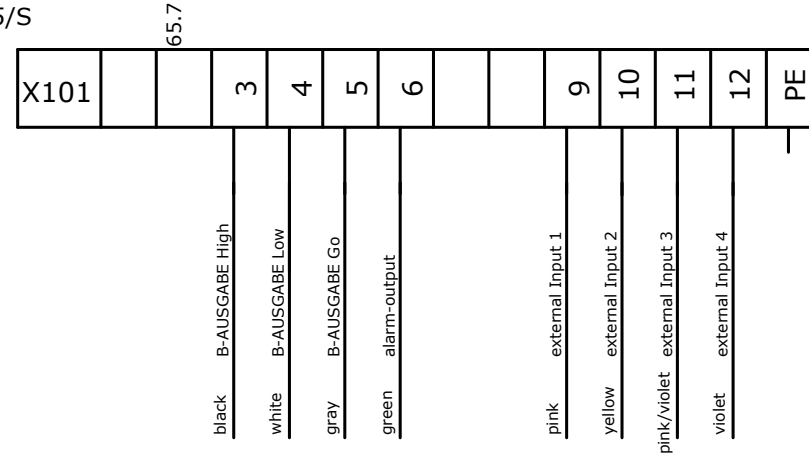 65.7
X101 3 4 5 6 9 10 11 12 PE
black B-AUSGABE High
white B-AUSGABE Low
gray B-AUSGABE Go
green alarm-output
pink external Input 1
yellow external Input 2
pink/violet external Input 3
violet external Input 4